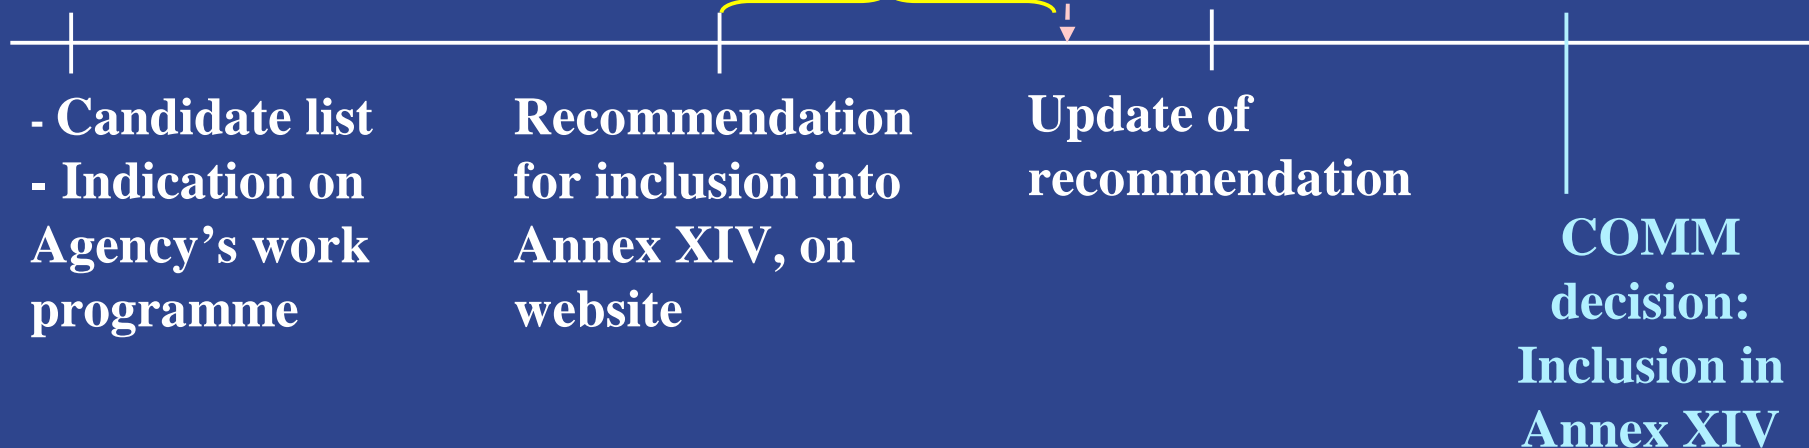 - Candidate list
- Indication on
Agency’s work
programme
Recommendation
for inclusion into
Annex XIV, on
website
Update of
recommendation
COMM
decision:
Inclusion in
Annex XIV